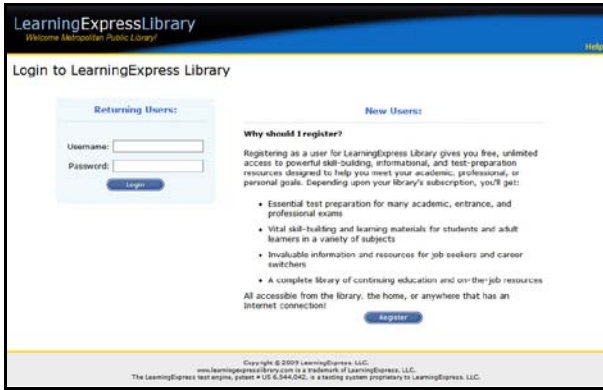 LearningExpressLibrary
Welcome Metropolitan Public Library!
Help
Login to LearningExpress Library
Returning Users:
Username:
Password:
Login
New Users:
Why should I register?
Registering as a user for LearningExpress Library gives you free, unlimited
access to powerful skill-building, informational, and test-preparation
resources designed to help you meet your academic, professional, or
personal goals. Depending upon your library's subscription, you'll get:
• Essential test preparation for many academic, entrance, and
professional exams
• Vital skill-building and learning materials for students and adult
learners in a variety of subjects
• Invaluable information and resources for job seekers and career
switchers
• A complete library of continuing education and on-the-job resources
All accessible from the library, the home, or anywhere that has an
Internet connection!
Register
Copyright © 2009 LearningExpress, LLC.
www.learningexpresslibrary.com is a trademark of LearningExpress, LLC.
The LearningExpress test engine, patent # US 6,544,042, is a testing system proprietary to LearningExpress, LLC.